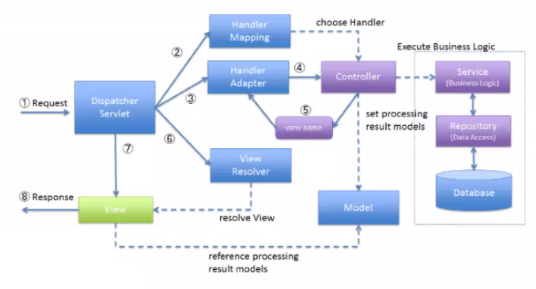 Handler
Mapping
choose Handler
②
Execute Business Logic
Handler
Adapter
④
Controller
Service
(Business Logic)
① Request
Dispatcher
Servlet
③
⑤
view name
set processing
result models
Repository
(Data Access)
⑦
⑥
View
Resolver
Database
⑧ Response
View
resolve View
Model
reference processing
result models